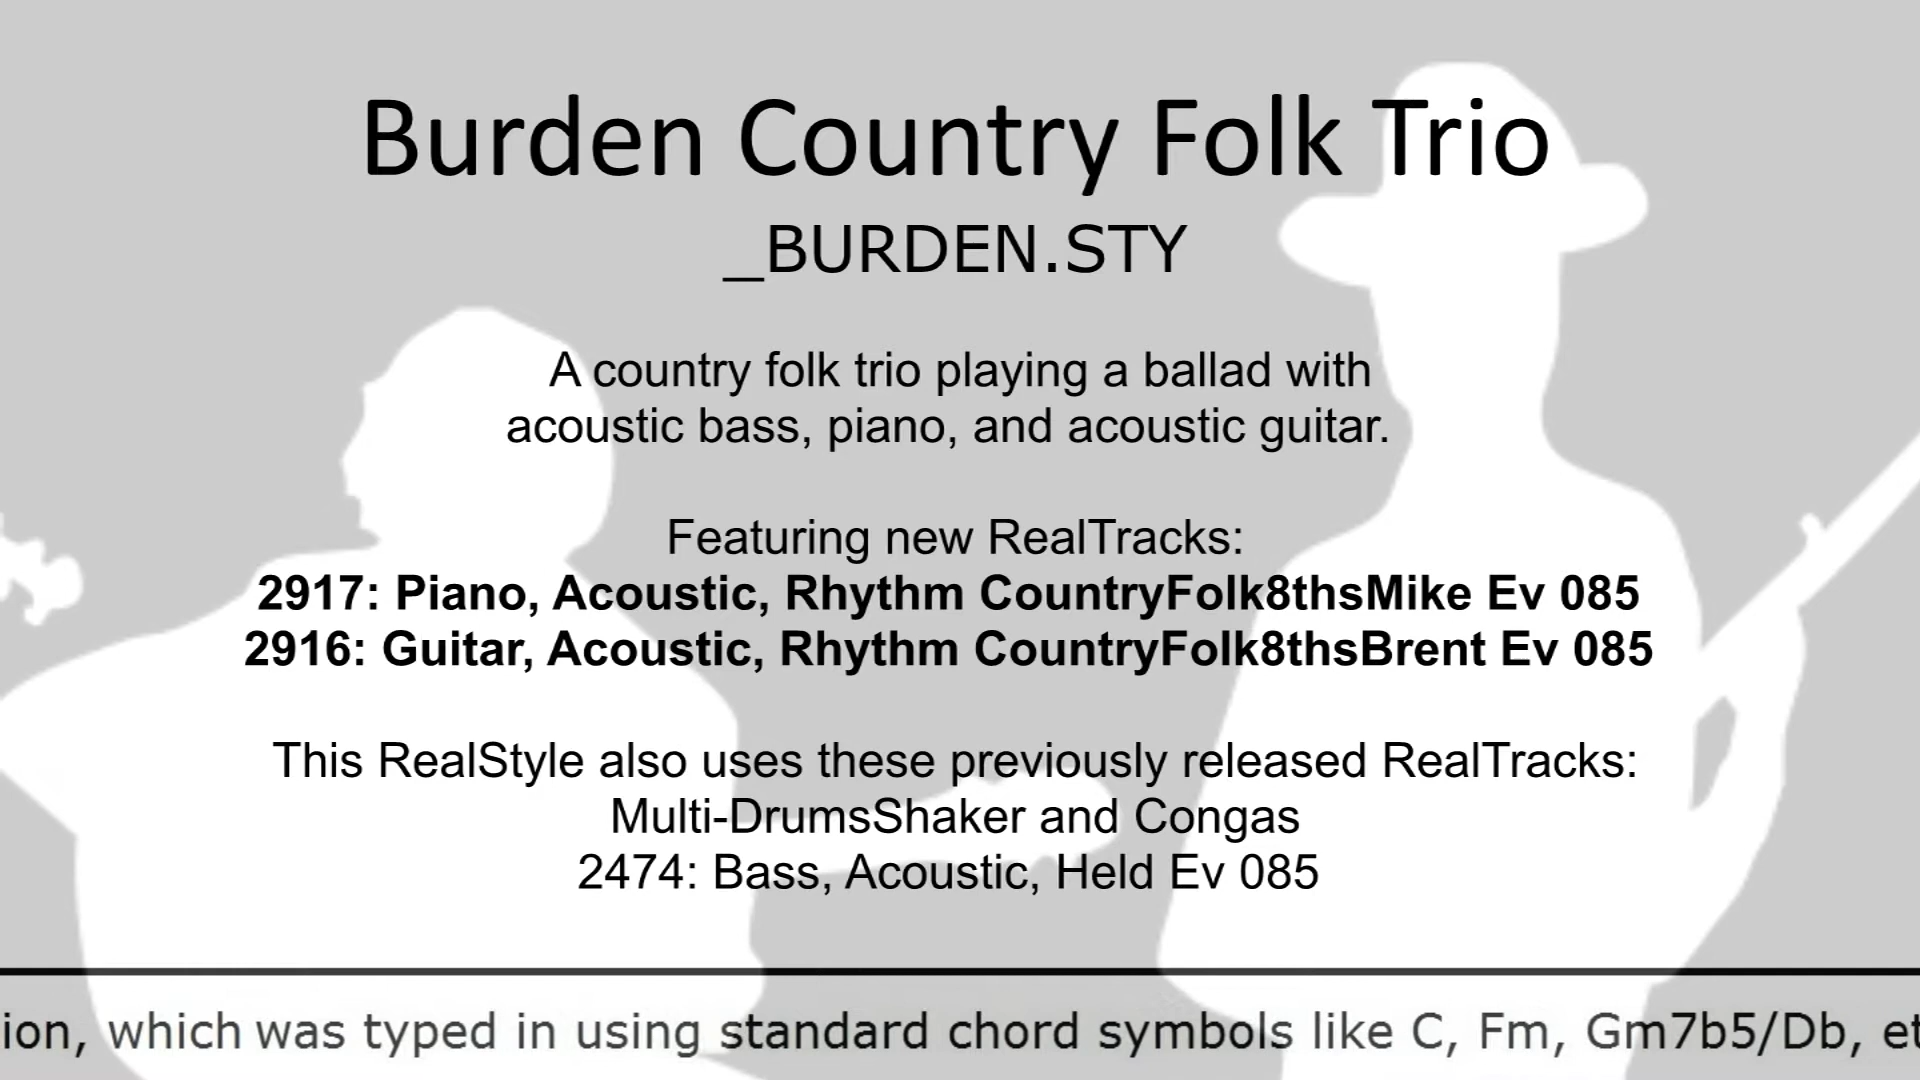 Burden Country Folk Trio
_BURDEN.STY
A country folk trio playing a ballad with
acoustic bass, piano, and acoustic guitar.
Featuring new RealTracks:
2917: Piano, Acoustic, Rhythm CountryFolk8thsMike Ev 085
2916: Guitar, Acoustic, Rhythm CountryFolk8thsBrent Ev 085
This RealStyle also uses these previously released RealTracks:
Multi-DrumsShaker and Congas
2474: Bass, Acoustic, Held Ev 085
ion, which was typed in using standard chord symbols like C, Fm, Gm7b5/Db, et